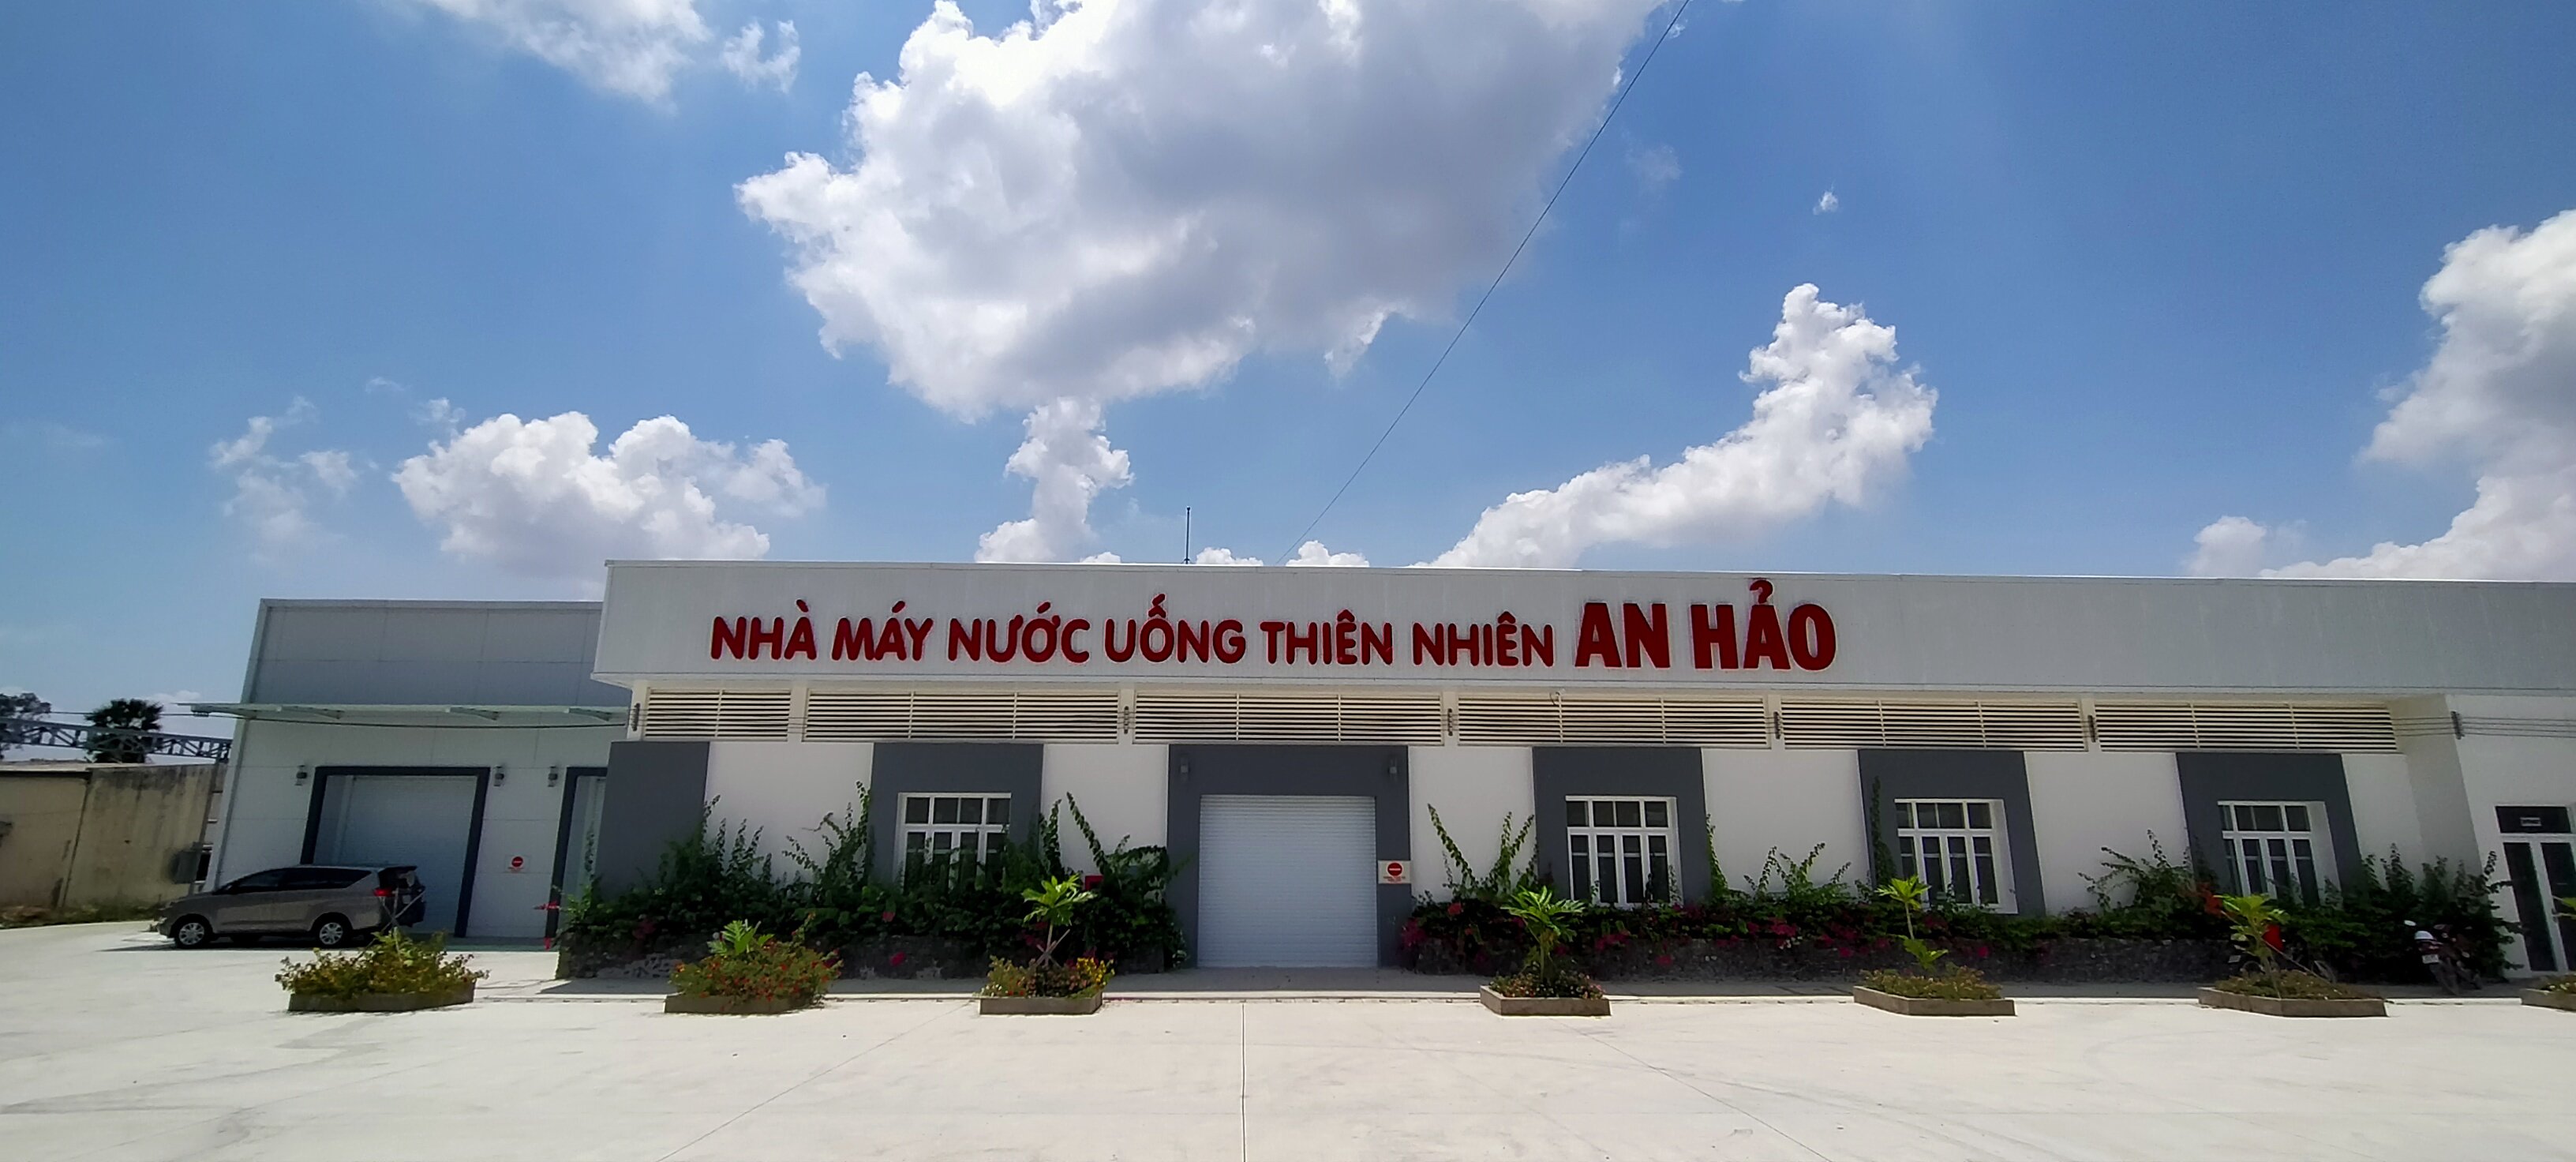 NHÀ MÁY NƯỚC UỐNG THIÊN NHIÊN AN HẢO